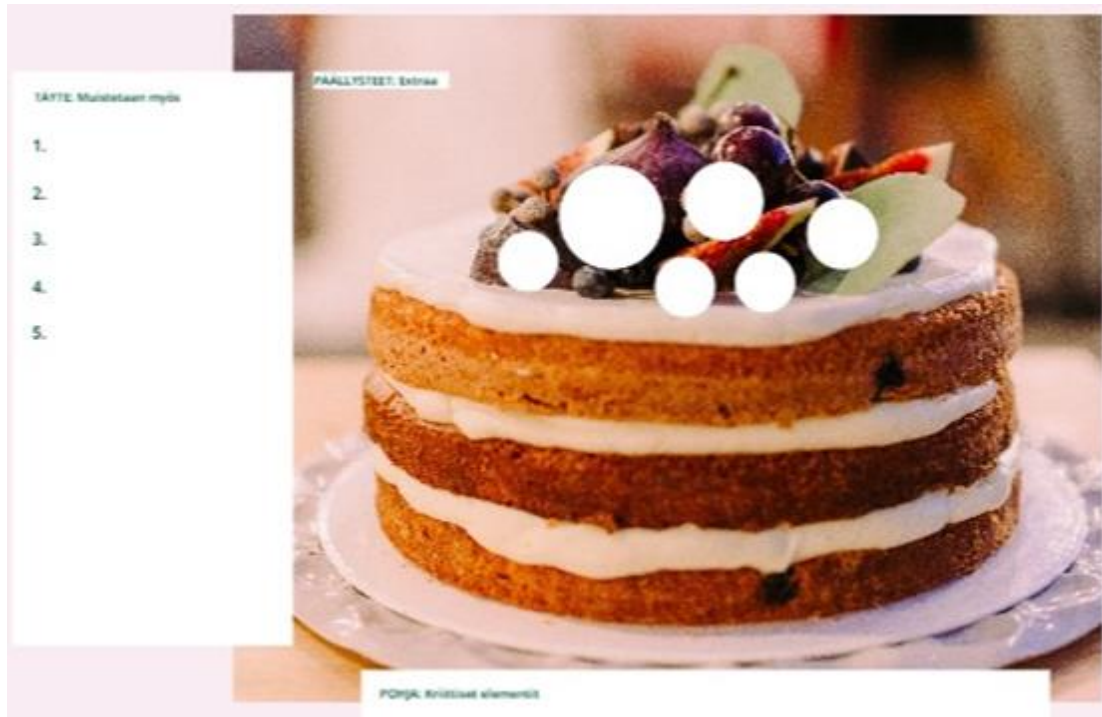 PÄÄLLYSTEET: Extraa
TÄYTE: Muistetaan myös
1.
2.
3.
4.
5.
POHJA: Kriittiset elementit